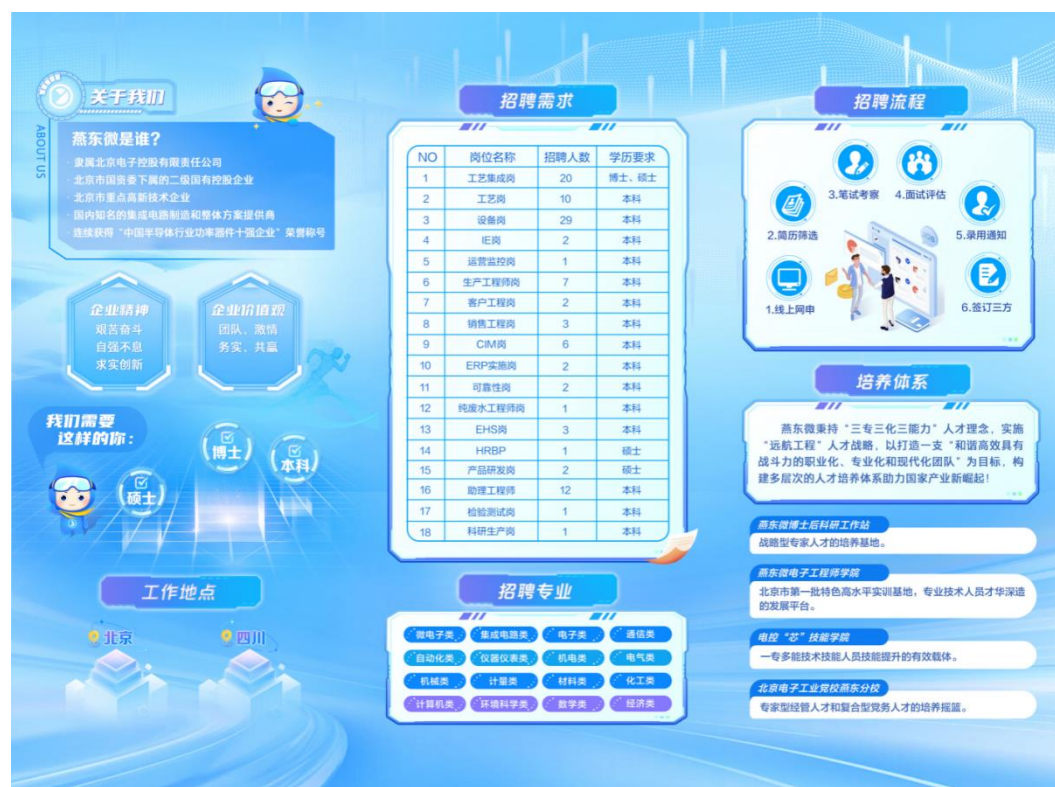 关于我们
ABOUT US
燕东微是谁？
· 隶属北京电子控股有限责任公司
· 北京市国资委下属的二级国有控股企业
· 北京市重点高新技术企业
· 国内知名的集成电路制造和整体方案提供商
· 连续获得“中国半导体行业功率器件十强企业”荣誉称号
企业精神
艰苦奋斗
自强不息
求实创新
企业价值观
团队、激情
务实、共赢
我们需要
这样的你：
硕士
博士
本科
工作地点
北京
四川
招聘需求
NO 岗位名称 招聘人数 学历要求
1 工艺集成岗 20 博士、硕士
2 工艺岗 10 本科
3 设备岗 29 本科
4 IE岗 2 本科
5 运营监控岗 1 本科
6 生产工程师岗 7 本科
7 客户工程岗 2 本科
8 销售工程岗 3 本科
9 CIM岗 6 本科
10 ERP实施岗 2 本科
11 可靠性岗 2 本科
12 纯废水工程师岗 1 本科
13 EHS岗 3 本科
14 HRBP 1 硕士
15 产品研发岗 2 硕士
16 助理工程师 12 本科
17 检验测试岗 1 本科
18 科研生产岗 1 本科
招聘专业
微电子类 集成电路类 电子类 通信类
自动化类 仪器仪表类 机电类 电气类
机械类 计量类 材料类 化工类
计算机类 环境科学类 数学类 经济类
招聘流程
1.线上网申
2.简历筛选
3.笔试考察
4.面试评估
5.录用通知
6.签订三方
培养体系
燕东微秉持“三专三化三能力”人才理念，实施
“远航工程”人才战略，以打造一支“和谐高效具有
战斗力的职业化、专业化和现代化团队”为目标，构
建多层次的人才培养体系助力国家产业新崛起！
燕东微博士后科研工作站
战略型专家人才的培养基地。
燕东微电子工程师学院
北京市第一批特色高水平实训基地，专业技术人员才华深造
的发展平台。
电控“芯”技能学院
一专多能技术技能人员技能提升的有效载体。
北京电子工业党校燕东分校
专家型经管人才和复合型党务人才的培养摇篮。